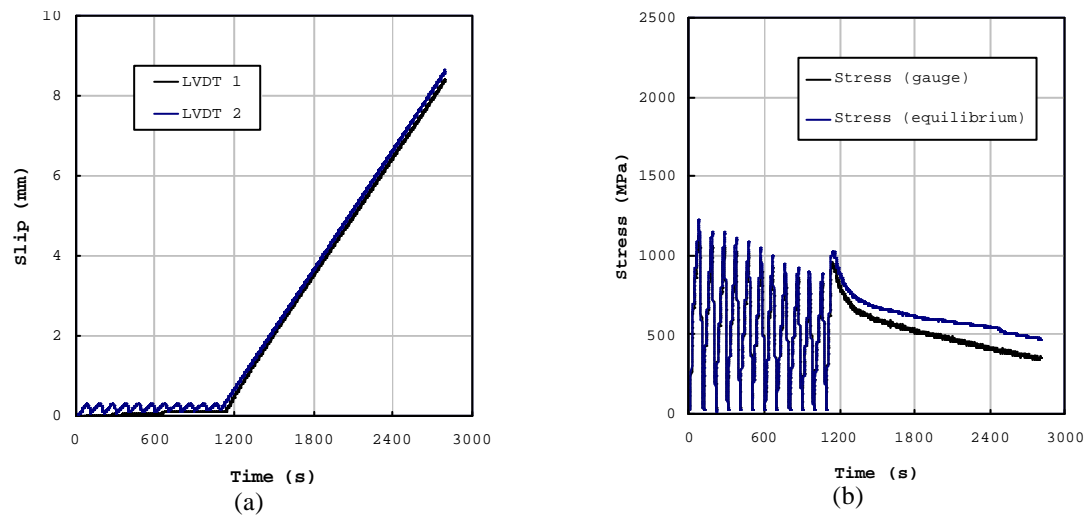 10
8
6
4
2
0
Slip (mm)
LVDT 1
LVDT 2
0 600 1200 1800 2400 3000
Time (s)
(a)
2500
2000
1500
1000
500
0
Stress (MPa)
Stress (gauge)
Stress (equilibrium)
0 600 1200 1800 2400 3000
Time (s)
(b)